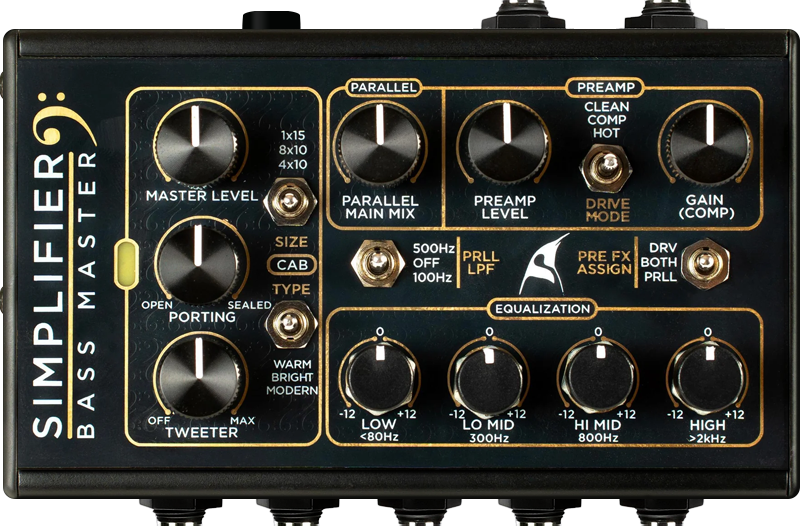 SIMPLIFIER
BASS MASTER
MASTER LEVEL
1x15
8x10
4x10
SIZE
CAB
TYPE
OPEN
SEALED
PORTING
WARM
BRIGHT
MODERN
OFF
MAX
TWEETER
PARALLEL
PARALLEL
MAIN MIX
PREAMP
PREAMP
LEVEL
CLEAN
COMP
HOT
DRIVE
MODE
GAIN
(COMP)
500Hz
OFF
100Hz
PRLL
LPF
PRE FX
ASSIGN
DRV
BOTH
PRLL
EQUALIZATION
0
-12 +12
LOW
<80Hz
0
-12 +12
LO MID
300Hz
0
-12 +12
HI MID
800Hz
0
-12 +12
HIGH
>2kHz